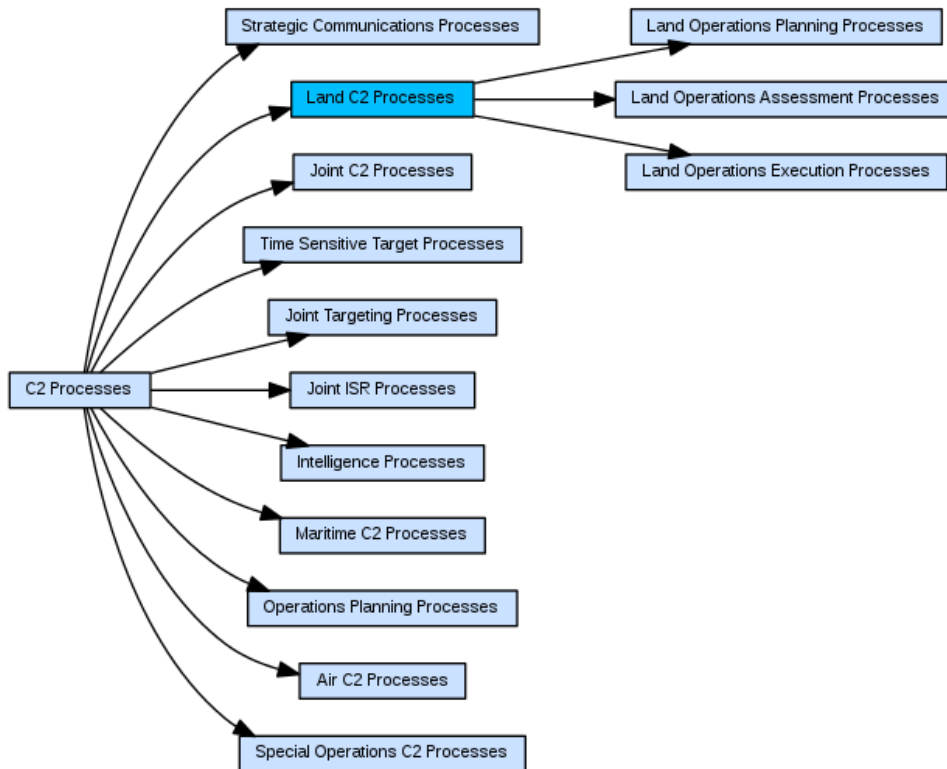 Strategic Communications Processes
Land Operations Planning Processes
Land C2 Processes
Land Operations Assessment Processes
Joint C2 Processes
Land Operations Execution Processes
Time Sensitive Target Processes
Joint Targeting Processes
C2 Processes
Joint ISR Processes
Intelligence Processes
Maritime C2 Processes
Operations Planning Processes
Air C2 Processes
Special Operations C2 Processes